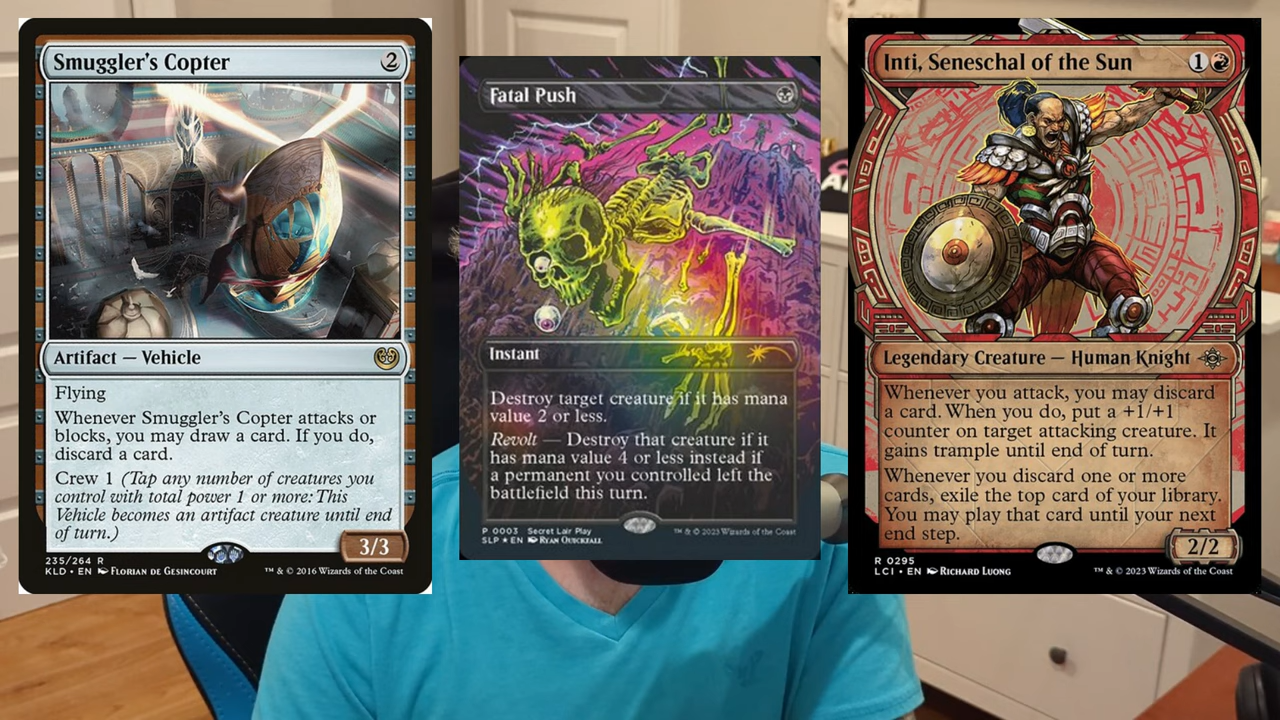 Smuggler's Copter
2
Artifact — Vehicle
Flying
Whenever Smuggler's Copter attacks or
blocks, you may draw a card. If you do,
discard a card.
Crew 1 (Tap any number of creatures you
control with total power 1 or more: This
Vehicle becomes an artifact creature until end
of turn.)
3/3
235/264 R
KLD • EN FLORIAN DE GESINCOURT
™ & © 2016 Wizards of the Coast
Fatal Push
Instant
Destroy target creature if it has mana
value 2 or less.
Revolt — Destroy that creature if it
has mana value 4 or less instead if
a permanent you controlled left the
battlefield this turn.
P 0003 Secret Lair Play
SLP ★ EN RYAN QUICKFALL
™ & © 2023 Wizards of the Coast
Inti, Seneschal of the Sun
1
Legendary Creature — Human Knight
Whenever you attack, you may discard
a card. When you do, put a +1/+1
counter on target attacking creature. It
gains trample until end of turn.
Whenever you discard one or more
cards, exile the top card of your library.
You may play that card until your next
end step.
2/2
R 0295
LCI • EN RICHARD LUONG
™ & © 2023 Wizards of the Coast